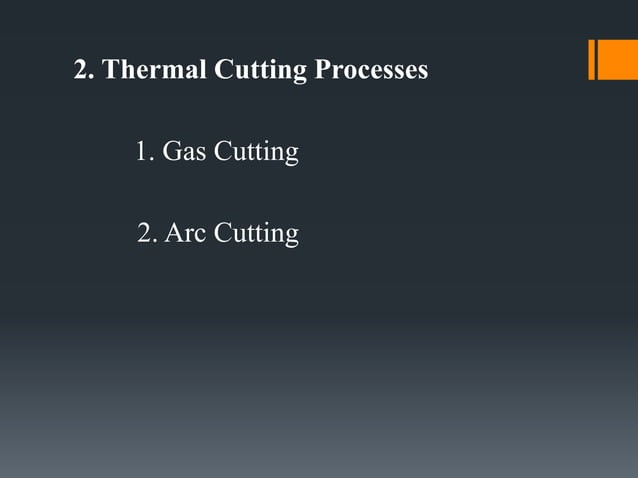 2. Thermal Cutting Processes
1. Gas Cutting
2. Arc Cutting